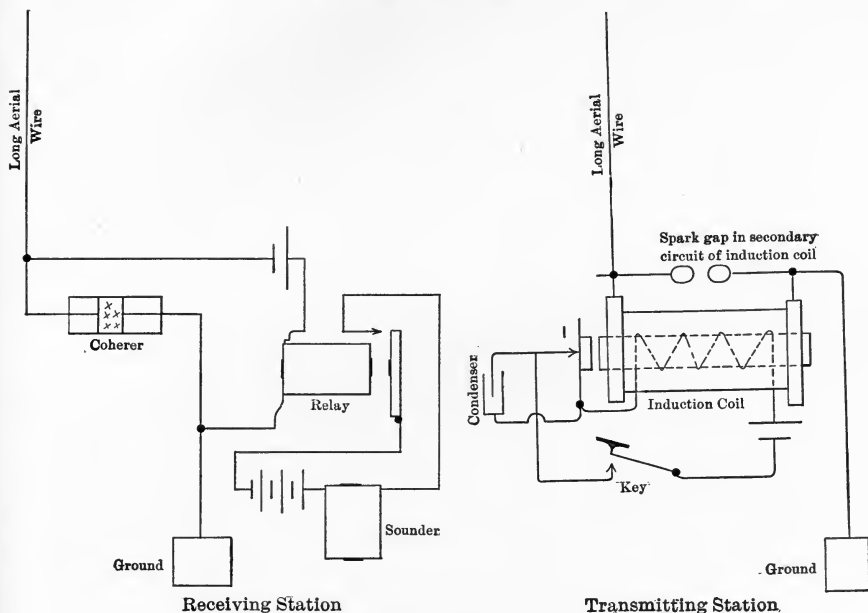 Long Aerial
Wire
Coherer
Relay
Sounder
Ground
Receiving Station
Long Aerial
Wire
Spark gap in secondary
circuit of induction coil
Condenser
Induction Coil
Key
Ground
Transmitting Station